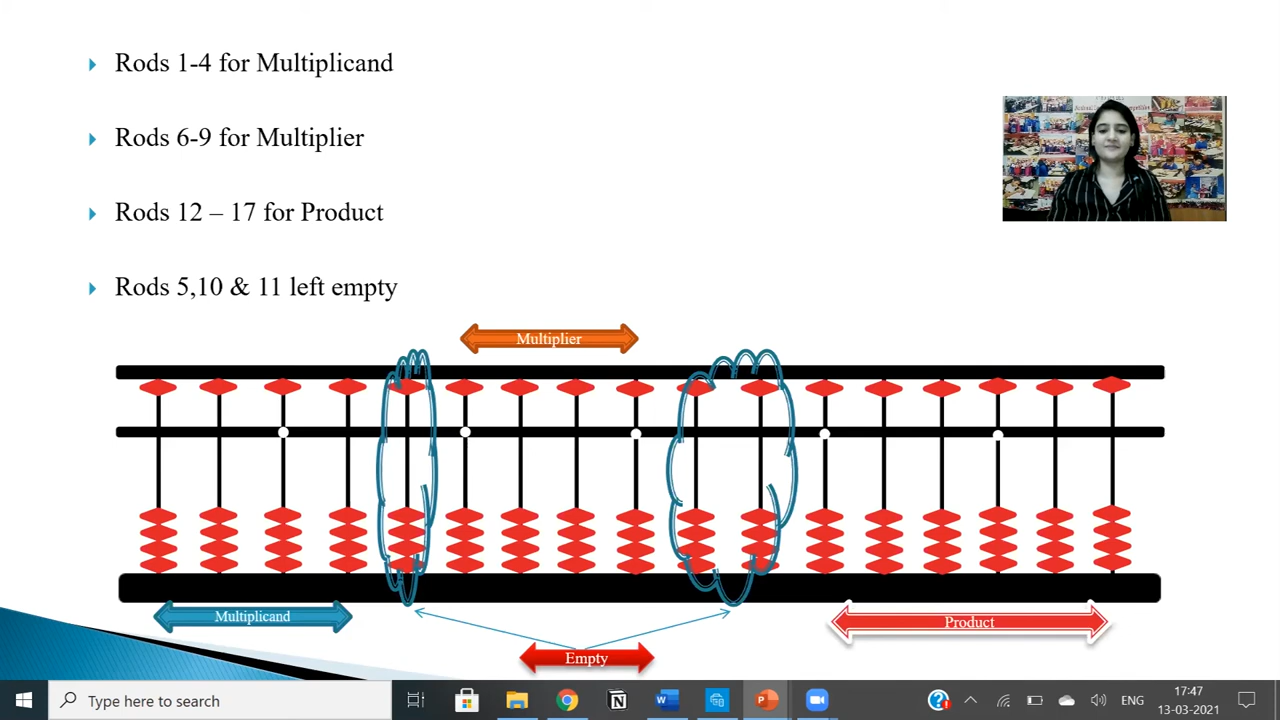 Rods 1-4 for Multiplicand
Rods 6-9 for Multiplier
Rods 12 – 17 for Product
Rods 5,10 & 11 left empty
Multiplier
Multiplicand
Product
Empty
Type here to search
ENG
17:47
13-03-2021